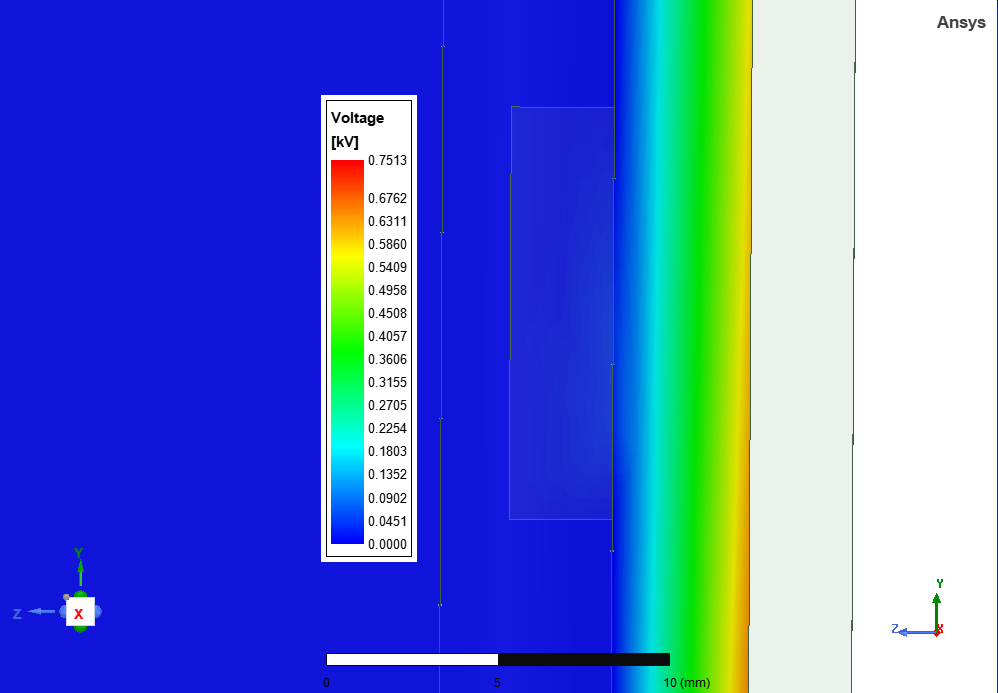 Ansys
Voltage
[kV]
0.7513
0.6762
0.6311
0.5860
0.5409
0.4958
0.4508
0.4057
0.3606
0.3155
0.2705
0.2254
0.1803
0.1352
0.0902
0.0451
0.0000
Y
Z
X
Y
Z
X
0 5 10 (mm)